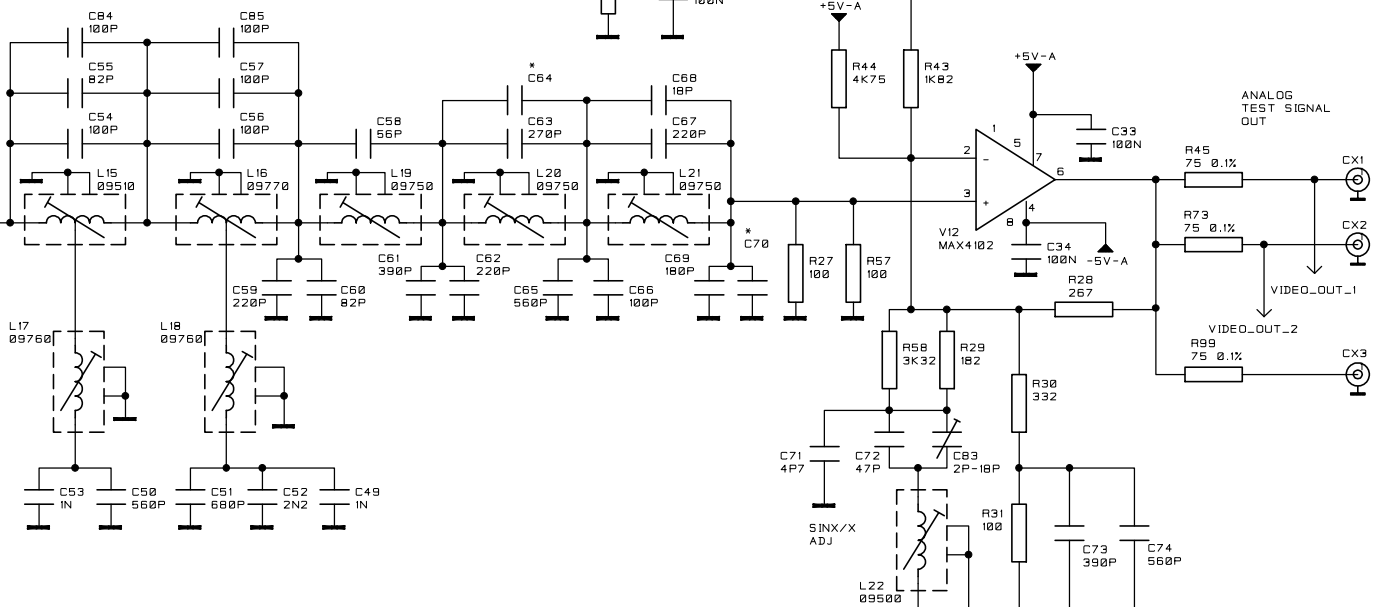 C84
100P
C85
100P
100N
+5V-A
C55
82P
C57
100P
*
C64
C68
18P
R44
4K75
R43
1K82
+5V-A
ANALOG
TEST SIGNAL
OUT
C54
100P
C56
100P
C58
56P
C63
270P
C67
220P
1
5
2
7
C33
100N
L15
09510
L16
09770
L19
09750
L20
09750
L21
09750
3
6
R45
75 0.1%
CX1
1
4
8
V12
MAX4102
C34
100N
-5V-A
R73
75 0.1%
CX2
1
*
C70
C61
390P
C62
220P
C69
180P
R27
100
R57
100
C59
220P
C60
82P
C65
560P
C66
100P
R28
267
VIDEO_OUT_1
VIDEO_OUT_2
L17
09760
L18
09760
R58
3K32
R29
182
R99
75 0.1%
CX3
1
R30
332
C71
4P7
C72
47P
C83
2P-18P
C53
1N
C50
560P
C51
680P
C52
2N2
C49
1N
SINX/X
ADJ
R31
100
C73
390P
C74
560P
L22
09500